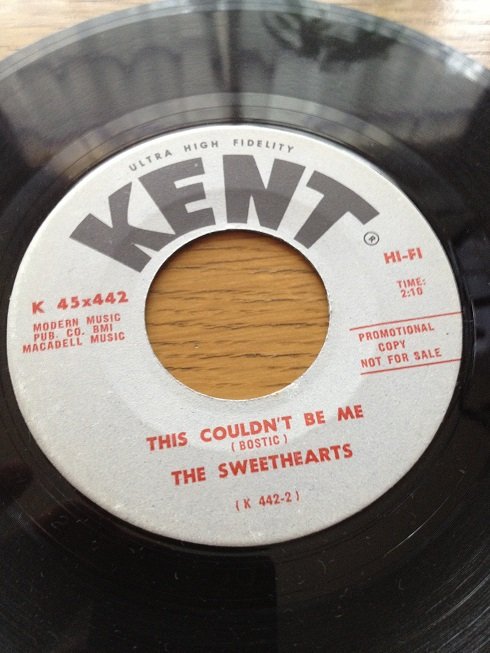 ULTRA HIGH FIDELITY
KENT®
HI-FI
K 45x442
MODERN MUSIC
PUB. CO. BMI
MACADELL MUSIC
TIME:
2:10
PROMOTIONAL
COPY
NOT FOR SALE
THIS COULDN'T BE ME
(BOSTIC)
THE SWEETHEARTS
(K 442-2)